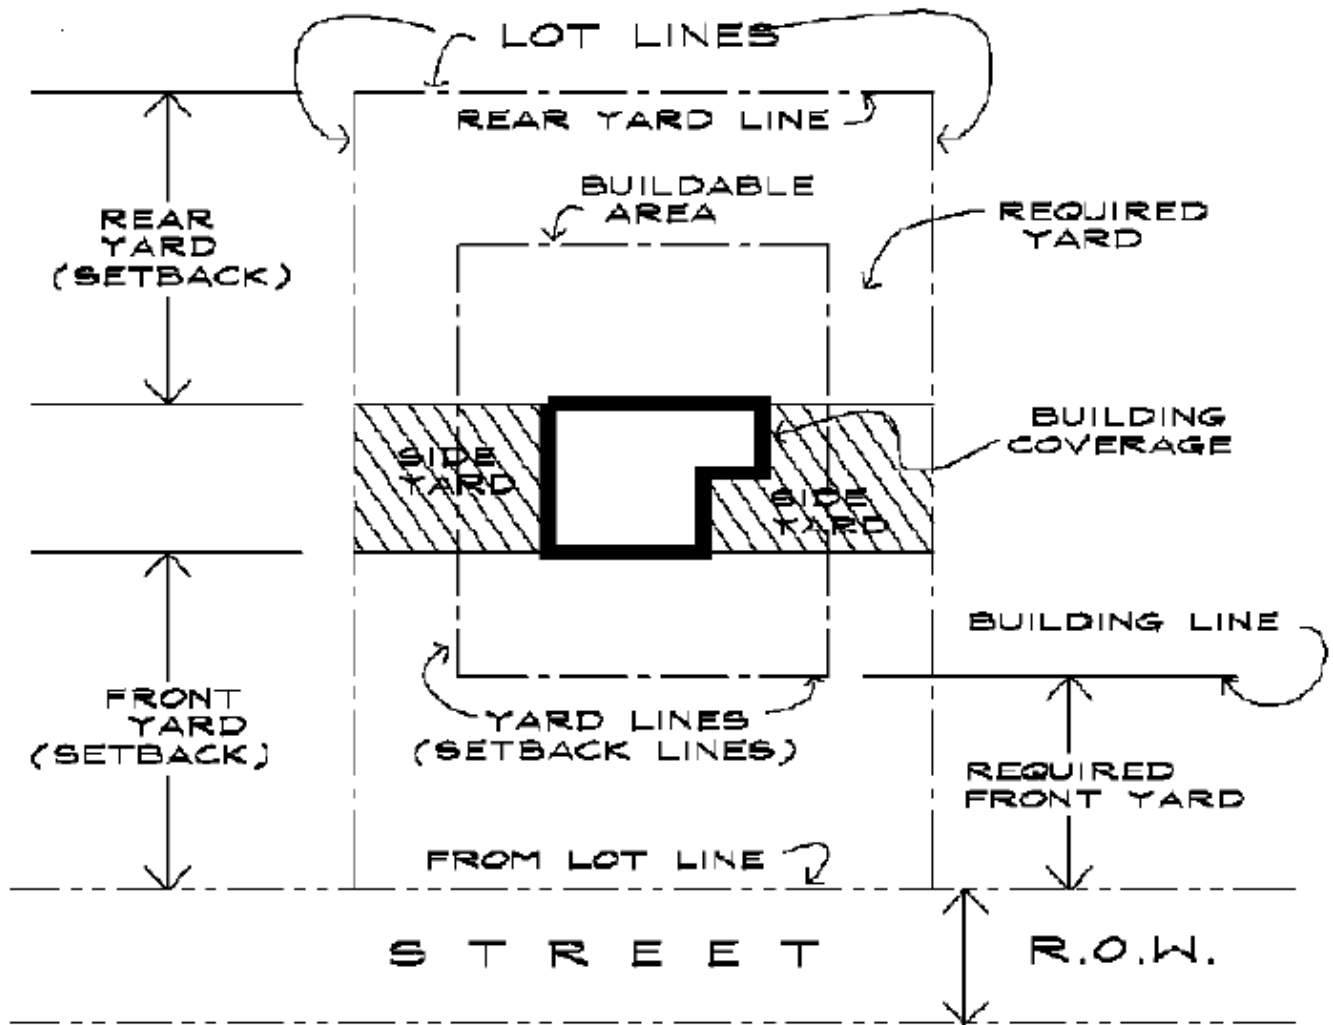 LOT LINES
REAR YARD LINE
BUILDABLE
AREA
REQUIRED
YARD
REAR
YARD
(SETBACK)
BUILDING
COVERAGE
SIDE
YARD
SIDE
YARD
BUILDING LINE
FRONT
YARD
(SETBACK)
YARD LINES
(SETBACK LINES)
REQUIRED
FRONT YARD
FROM LOT LINE
STREET
R.O.W.